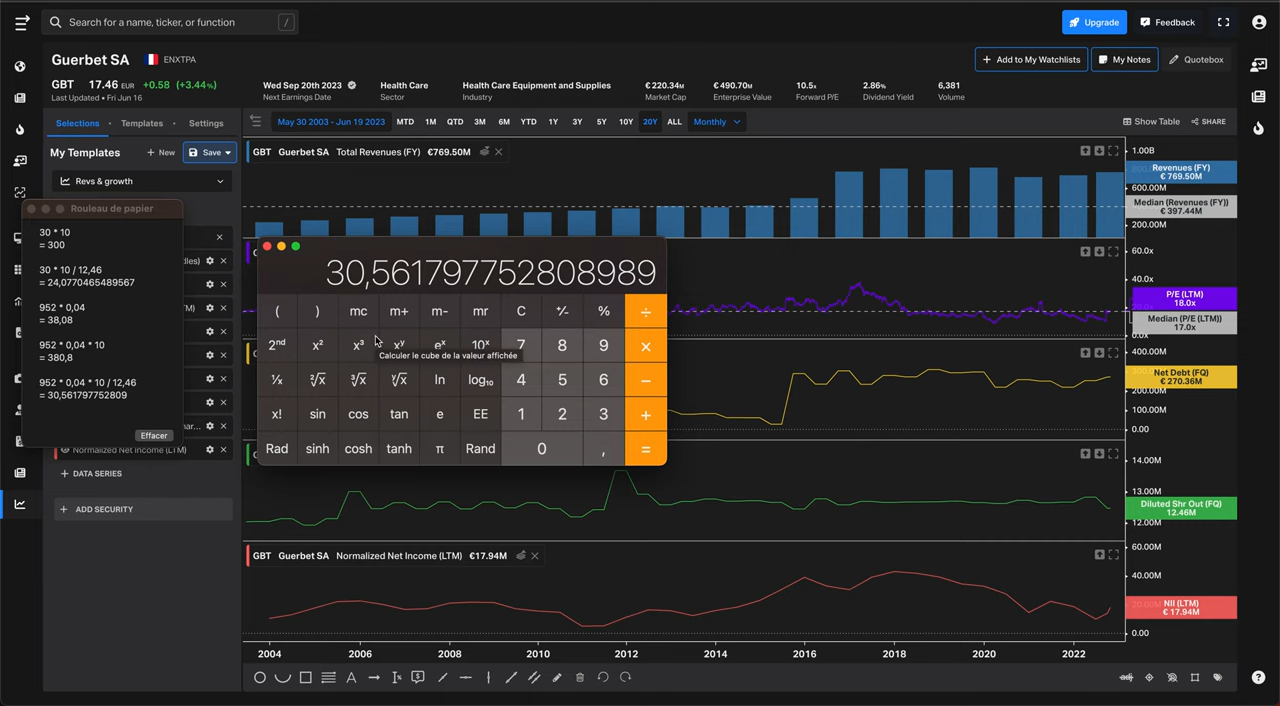 Search for a name, ticker, or function /
Upgrade
Feedback
Guerbet SA ENXTPA
GBT 17.46 EUR +0.58 (+3.44%)
Last Updated • Fri Jun 16
Wed Sep 20th 2023
Next Earnings Date
Health Care
Sector
Health Care Equipment and Supplies
Industry
€ 220.34M
Market Cap
€ 490.70M
Enterprise Value
10.5x
Forward P/E
2.86%
Dividend Yield
6,381
Volume
+ Add to My Watchlists
My Notes
Quotebox
Selections • Templates • Settings
May 30 2003 - Jun 19 2023 MTD 1M QTD 3M 6M YTD 1Y 3Y 5Y 10Y 20Y ALL Monthly
Show Table
SHARE
My Templates + New Save
Revs & growth
Rouleau de papier
30 * 10
= 300
30 * 10 / 12,46
= 24,0770465489567
952 * 0,04
= 38,08
952 * 0,04 * 10
= 380,8
952 * 0,04 * 10 / 12,46
= 30,561797752809
Effacer
Normalized Net Income (LTM)
+ DATA SERIES
+ ADD SECURITY
GBT Guerbet SA Total Revenues (FY) €769.50M
1.00B
Revenues (FY)
€ 769.50M
600.00M
Median (Revenues (FY))
€ 397.44M
200.00M
60.0x
40.0x
P/E (LTM)
18.0x
Median (P/E (LTM))
17.0x
0.0x
400.00M
Net Debt (FQ)
€ 270.36M
200.00M
100.00M
0.00
14.00M
13.00M
Diluted Shr Out (FQ)
12.46M
12.00M
GBT Guerbet SA Normalized Net Income (LTM) €17.94M
60.00M
40.00M
NII (LTM)
€ 17.94M
0.00
2004 2006 2008 2010 2012 2014 2016 2018 2020 2022
30,561797752808989
( ) mc m+ m- mr C +⁄- % ÷
2nd x² x³ xʸ eˣ 10ˣ 7 8 9 ×
Calculer le cube de la valeur affichée
¹⁄x ²√x ³√x ʸ√x ln log₁₀ 4 5 6 −
x! sin cos tan e EE 1 2 3 +
Rad sinh cosh tanh π Rand 0 , =